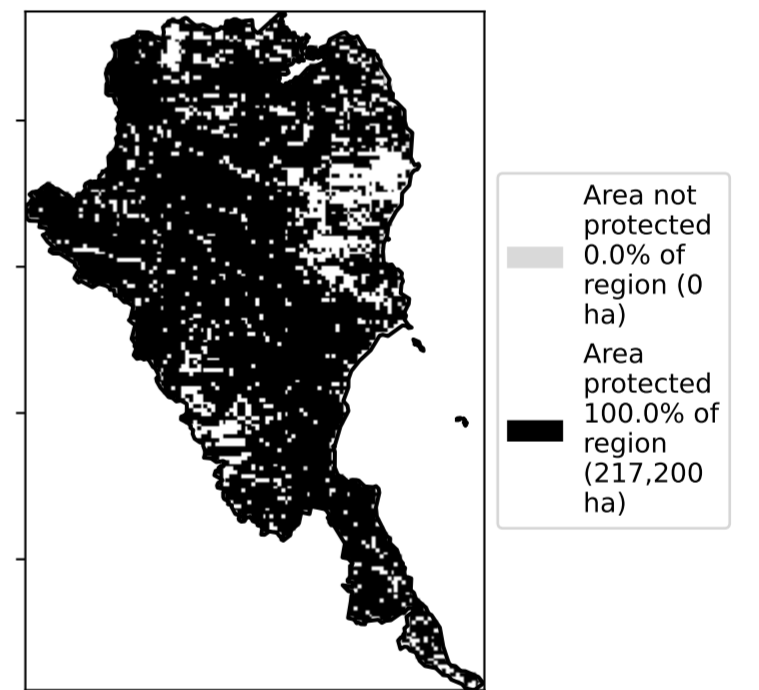 Area not
protected
0.0% of
region (0
ha)
Area
protected
100.0% of
region
(217,200
ha)